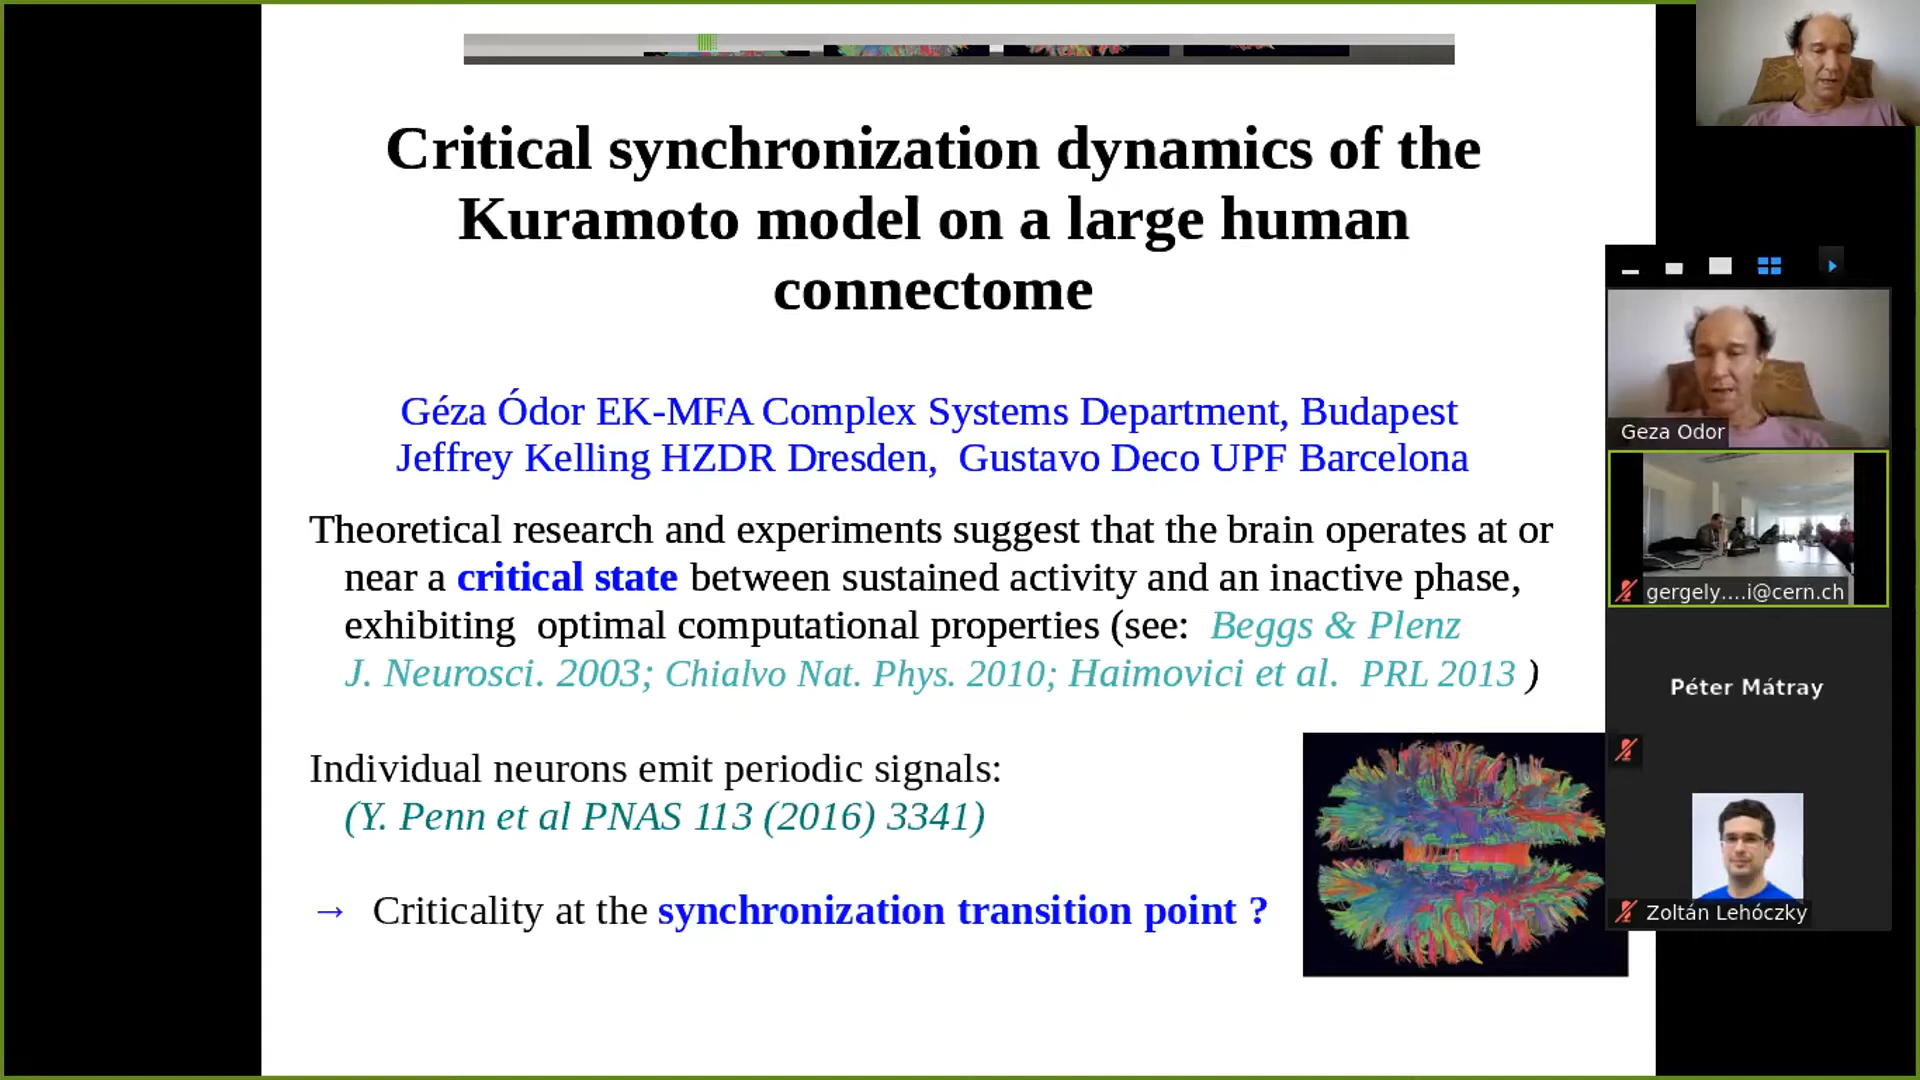 Critical synchronization dynamics of the
Kuramoto model on a large human
connectome
Géza Ódor EK-MFA Complex Systems Department, Budapest
Jeffrey Kelling HZDR Dresden, Gustavo Deco UPF Barcelona
Theoretical research and experiments suggest that the brain operates at or
near a critical state between sustained activity and an inactive phase,
exhibiting optimal computational properties (see: Beggs & Plenz
J. Neurosci. 2003; Chialvo Nat. Phys. 2010; Haimovici et al. PRL 2013 )
Individual neurons emit periodic signals:
(Y. Penn et al PNAS 113 (2016) 3341)
→ Criticality at the synchronization transition point ?
Geza Odor
gergely....i@cern.ch
Péter Mátray
Zoltán Lehóczky